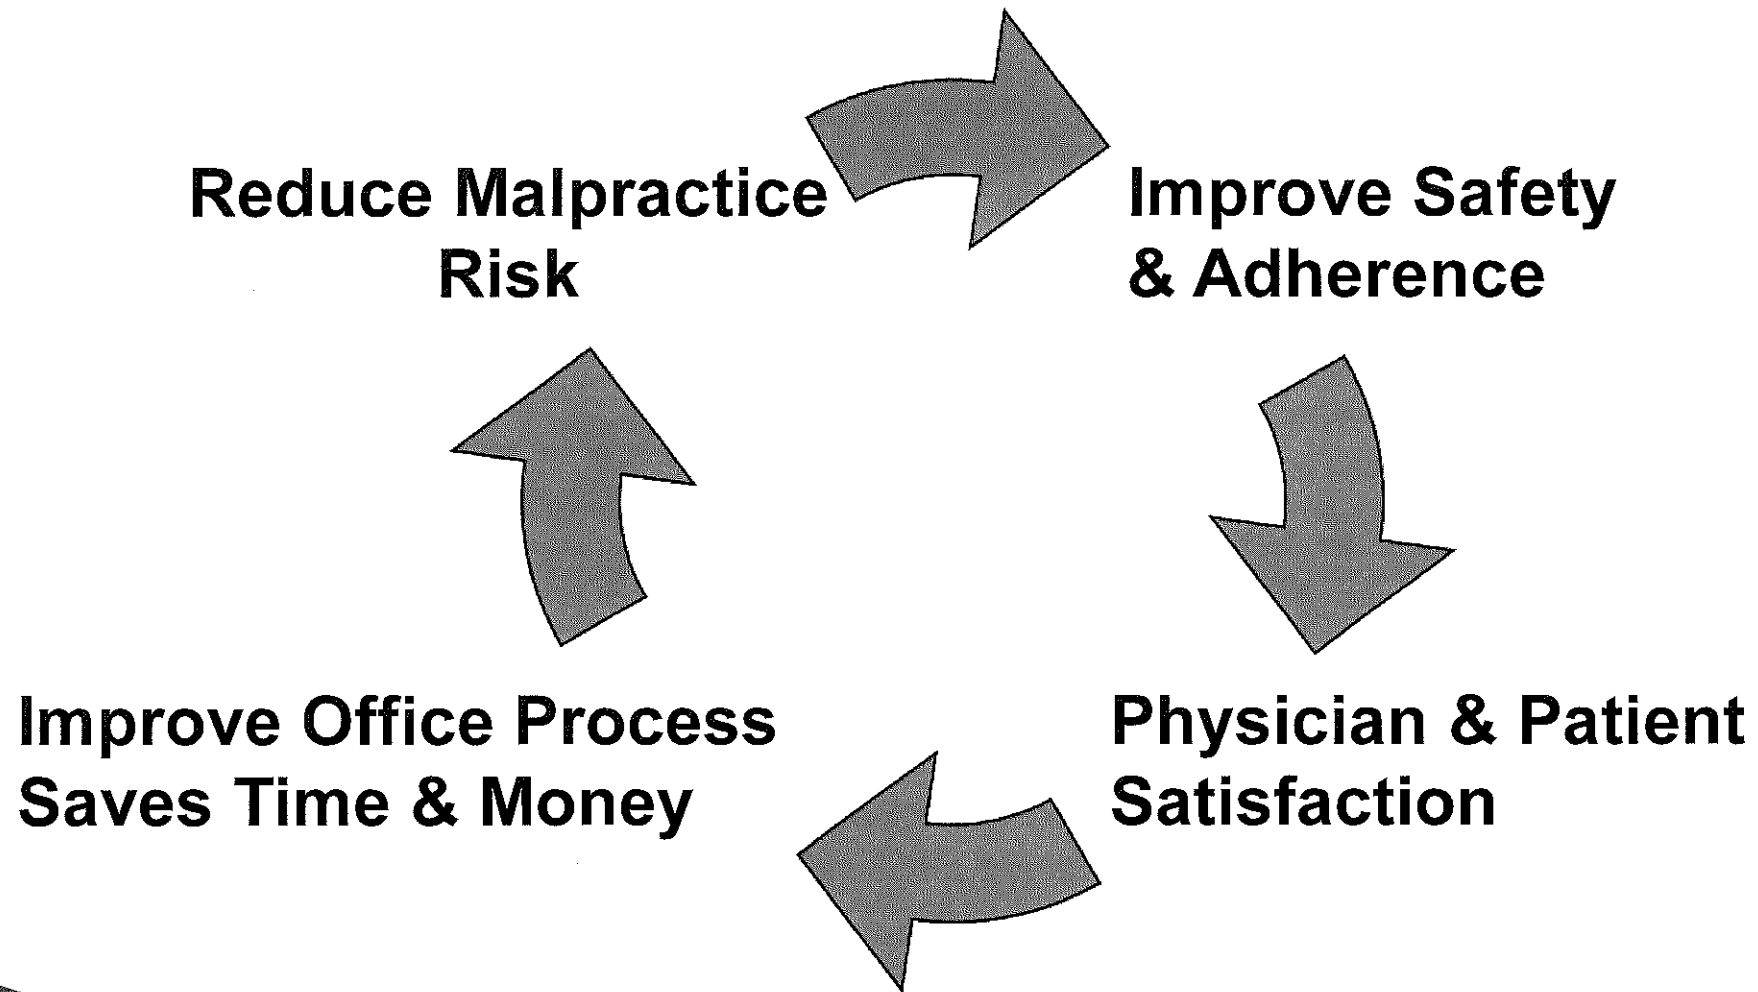 Reduce Malpractice
Risk
Improve Safety
& Adherence
Physician & Patient
Satisfaction
Improve Office Process
Saves Time & Money